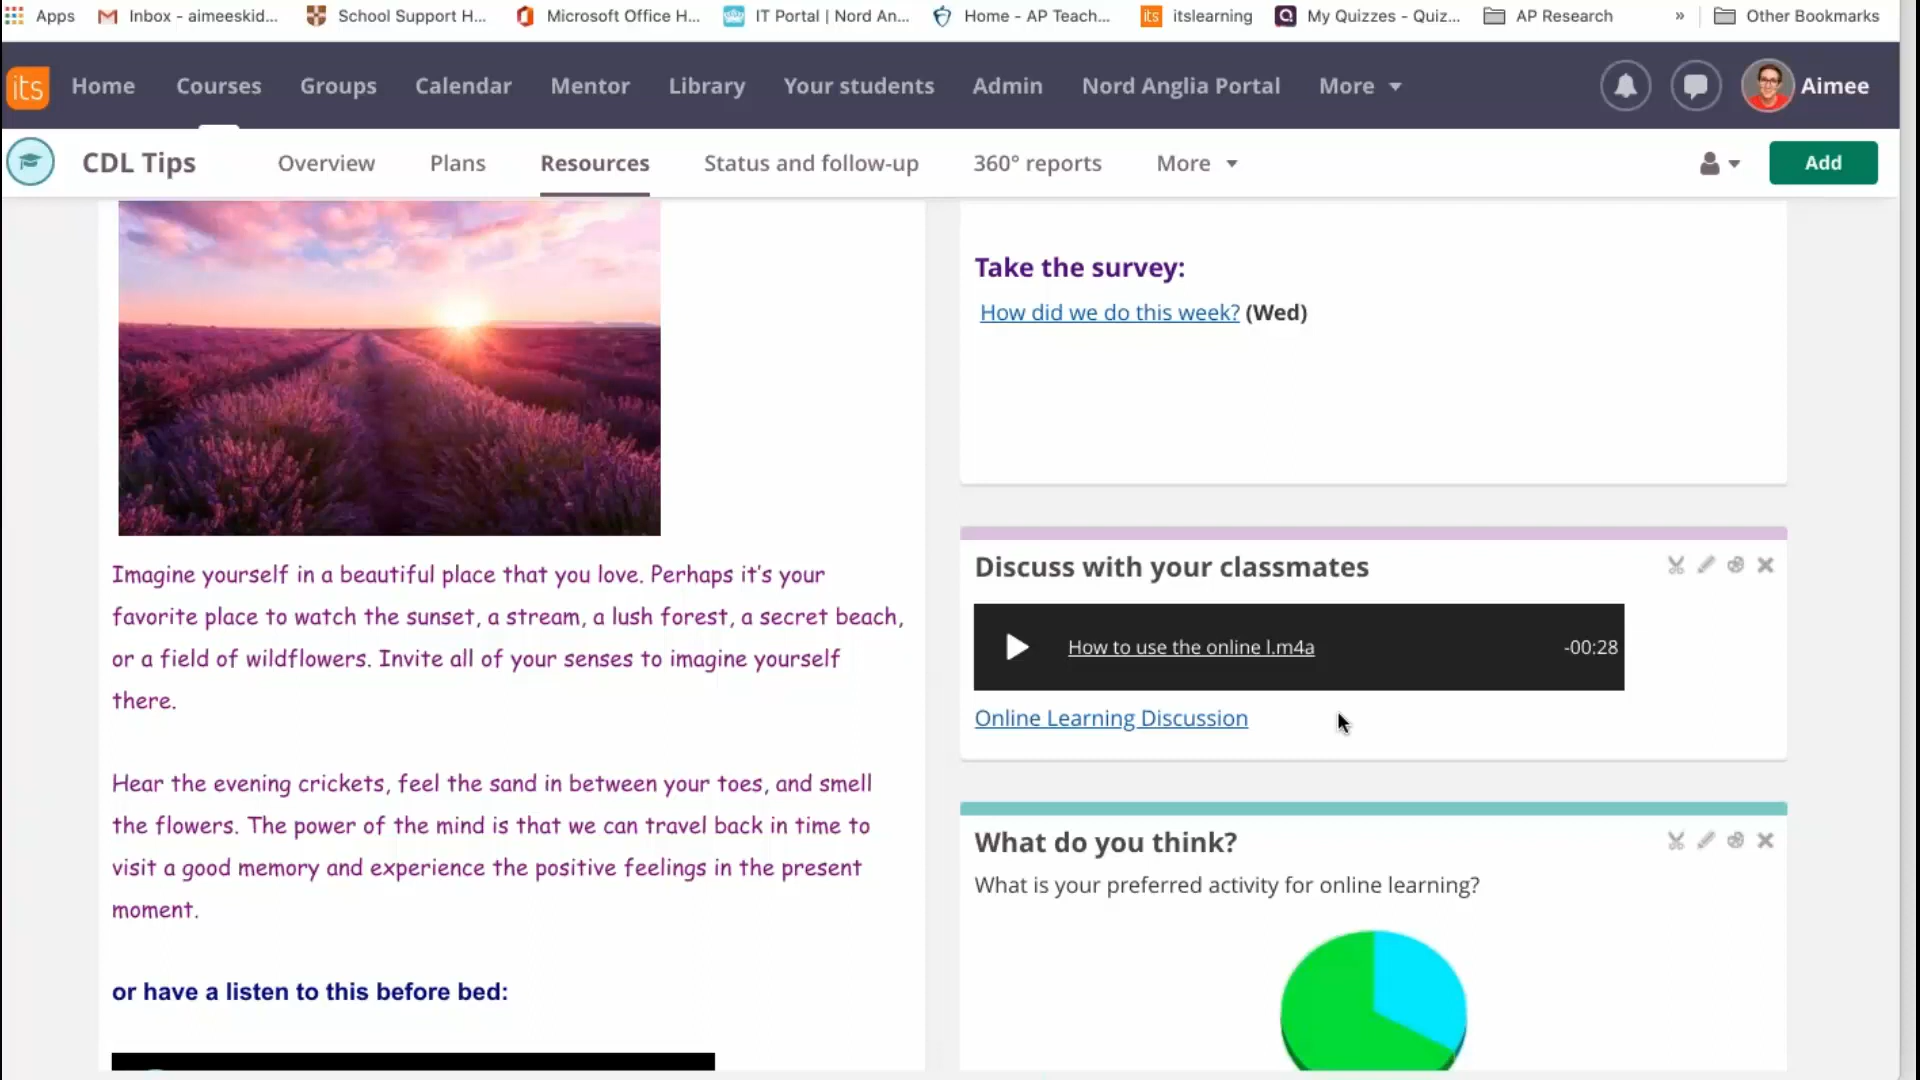 Apps
Inbox - aimeeskid...
School Support H...
Microsoft Office H...
IT Portal | Nord An...
Home - AP Teach...
its
itslearning
My Quizzes - Quiz...
AP Research
»
Other Bookmarks
its
Home
Courses
Groups
Calendar
Mentor
Library
Your students
Admin
Nord Anglia Portal
More
Aimee
CDL Tips
Overview
Plans
Resources
Status and follow-up
360° reports
More
Add
Imagine yourself in a beautiful place that you love. Perhaps it's your
favorite place to watch the sunset, a stream, a lush forest, a secret beach,
or a field of wildflowers. Invite all of your senses to imagine yourself
there.
Hear the evening crickets, feel the sand in between your toes, and smell
the flowers. The power of the mind is that we can travel back in time to
visit a good memory and experience the positive feelings in the present
moment.
or have a listen to this before bed:
Take the survey:
How did we do this week? (Wed)
Discuss with your classmates
How to use the online l.m4a
-00:28
Online Learning Discussion
What do you think?
What is your preferred activity for online learning?